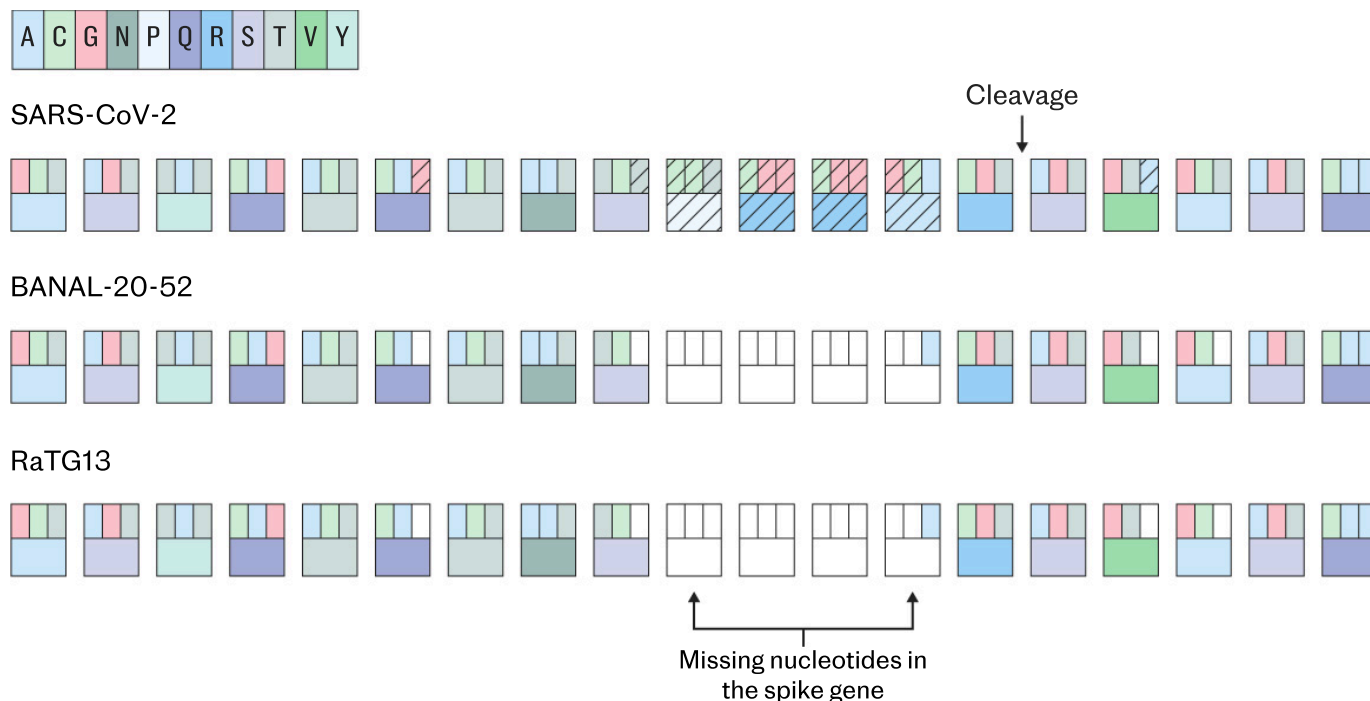 A C G N P Q R S T V Y
SARS-CoV-2
Cleavage
BANAL-20-52
RaTG13
Missing nucleotides in
the spike gene